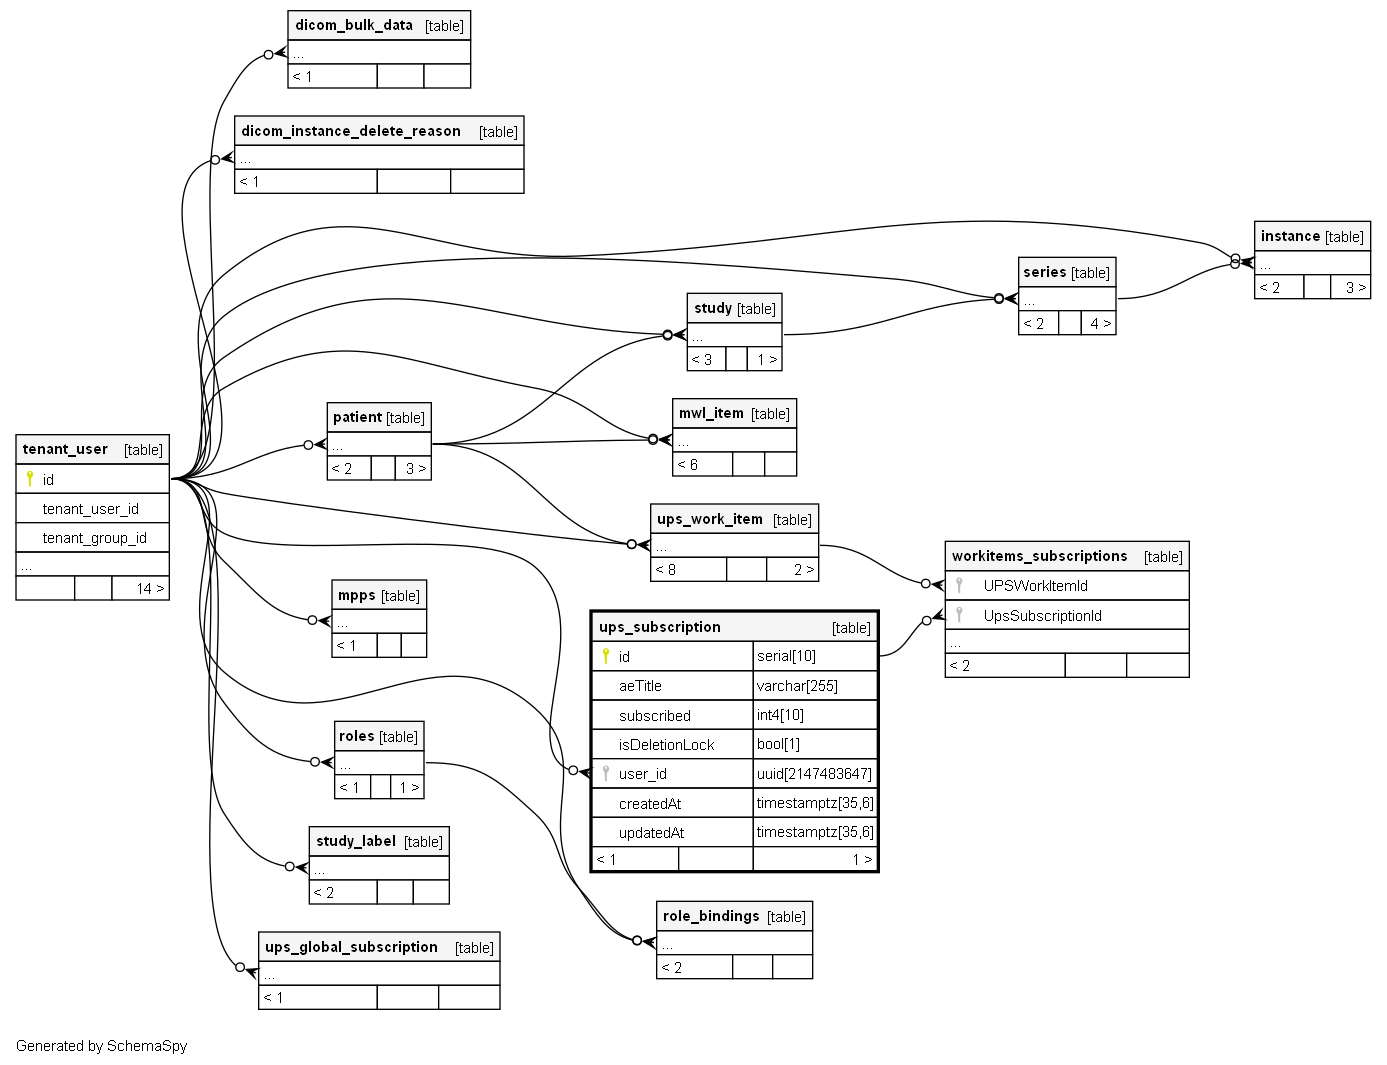 dicom_bulk_data [table]
...
< 1
dicom_instance_delete_reason [table]
...
< 1
instance [table]
...
< 2 3 >
series [table]
...
< 2 4 >
study [table]
...
< 3 1 >
mwl_item [table]
...
< 6
patient [table]
...
< 2 3 >
tenant_user [table]
id
tenant_user_id
tenant_group_id
...
14 >
ups_work_item [table]
...
< 8 2 >
workitems_subscriptions [table]
UPSWorkItemId
UpsSubscriptionId
...
< 2
mpps [table]
...
< 1
ups_subscription [table]
id serial[10]
aeTitle varchar[255]
subscribed int4[10]
isDeletionLock bool[1]
user_id uuid[2147483647]
createdAt timestamptz[35,6]
updatedAt timestamptz[35,6]
< 1 1 >
roles [table]
...
< 1 1 >
study_label [table]
...
< 2
role_bindings [table]
...
< 2
ups_global_subscription [table]
...
< 1
Generated by SchemaSpy